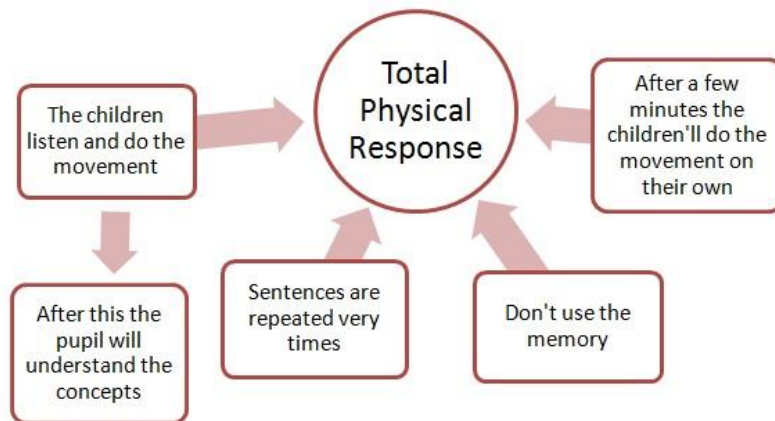 Total
Physical
Response
The children
listen and do the
movement
After a few
minutes the
children'll do the
movement on
their own
After this the
pupil will
understand the
concepts
Sentences are
repeated very
times
Don't use the
memory